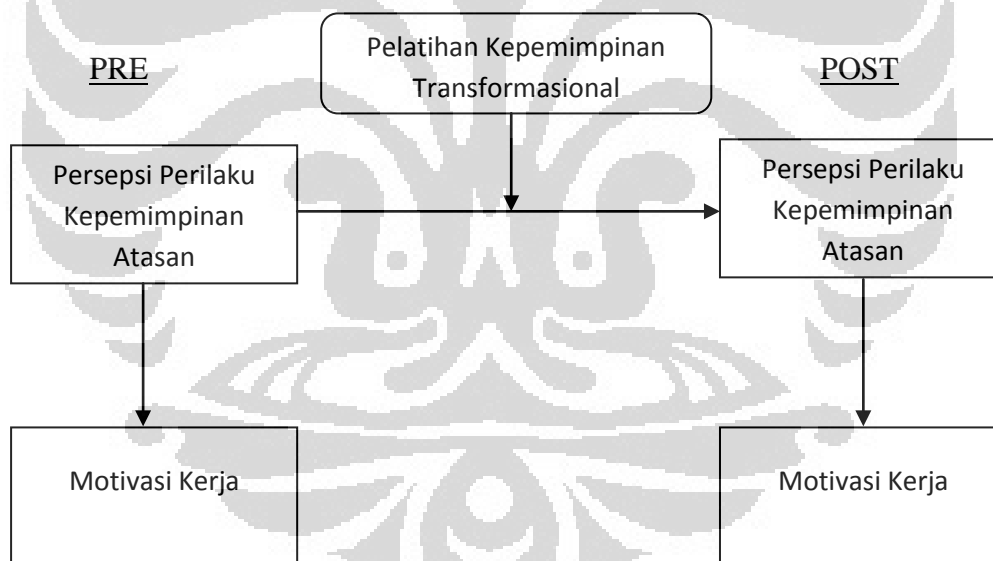 Pelatihan Kepemimpinan
Transformasional
PRE
POST
Persepsi Perilaku
Kepemimpinan
Atasan
Persepsi Perilaku
Kepemimpinan
Atasan
Motivasi Kerja
Motivasi Kerja